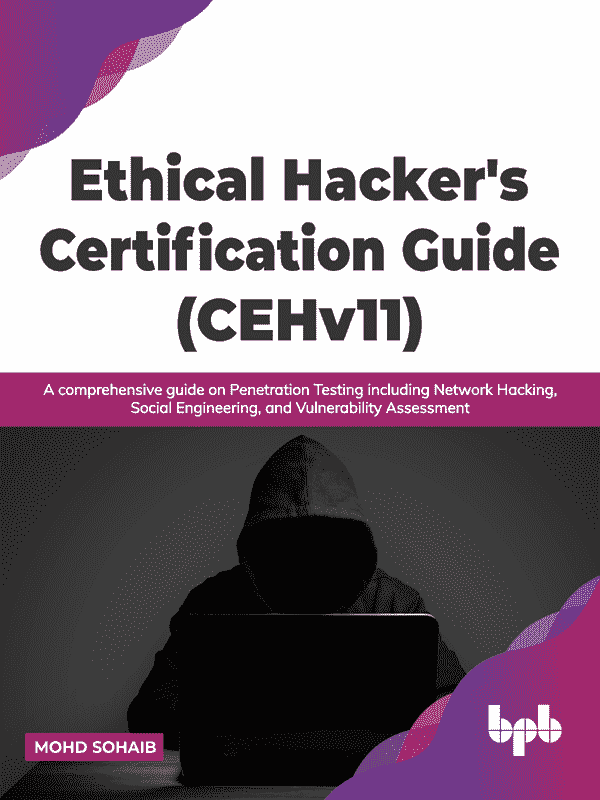 Ethical Hacker's
Certification Guide
(CEHv11)
A comprehensive guide on Penetration Testing including Network Hacking,
Social Engineering, and Vulnerability Assessment
MOHD SOHAIB
bpb